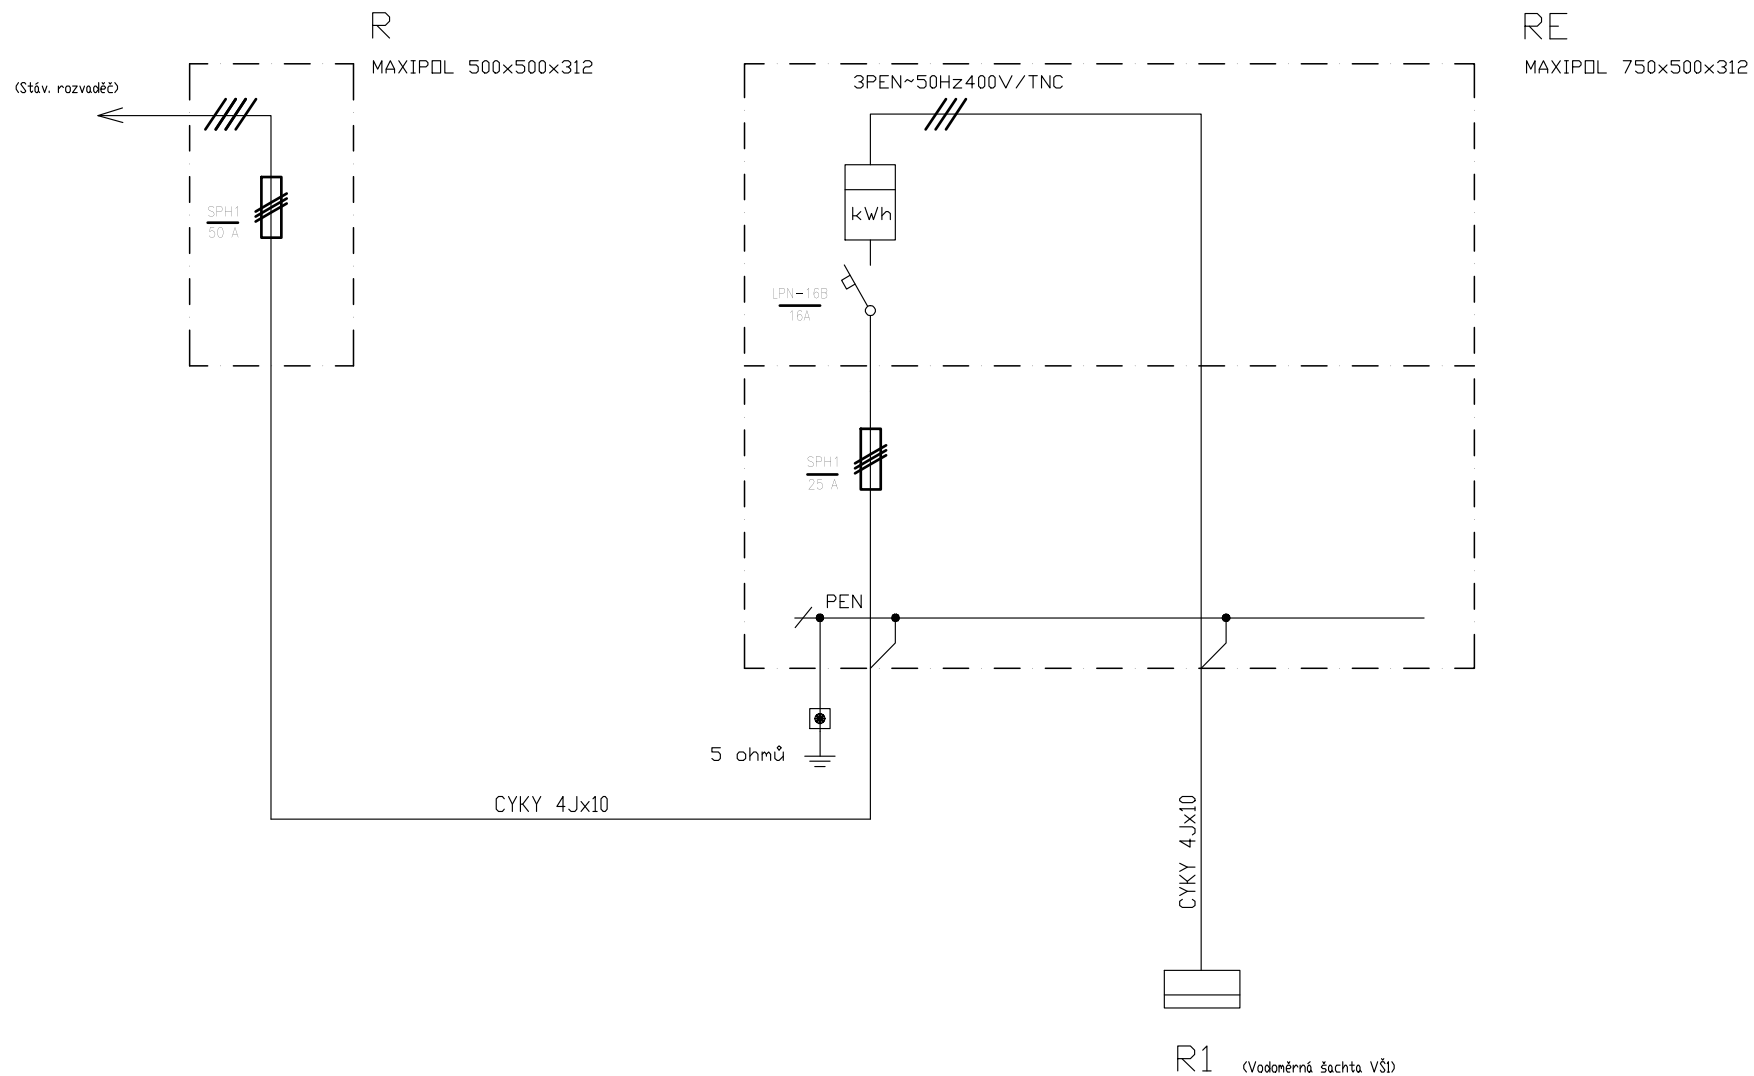 R
MAXIPOL 500x500x312
(Stáv. rozvaděč)
SPH1
50 A
RE
MAXIPOL 750x500x312
3PEN~50Hz400V/TNC
kWh
LPN-16B
16A
SPH1
25 A
PEN
5 ohmů
CYKY 4Jx10
CYKY 4Jx10
R1 (Vodoměrná šachta VŠ1)